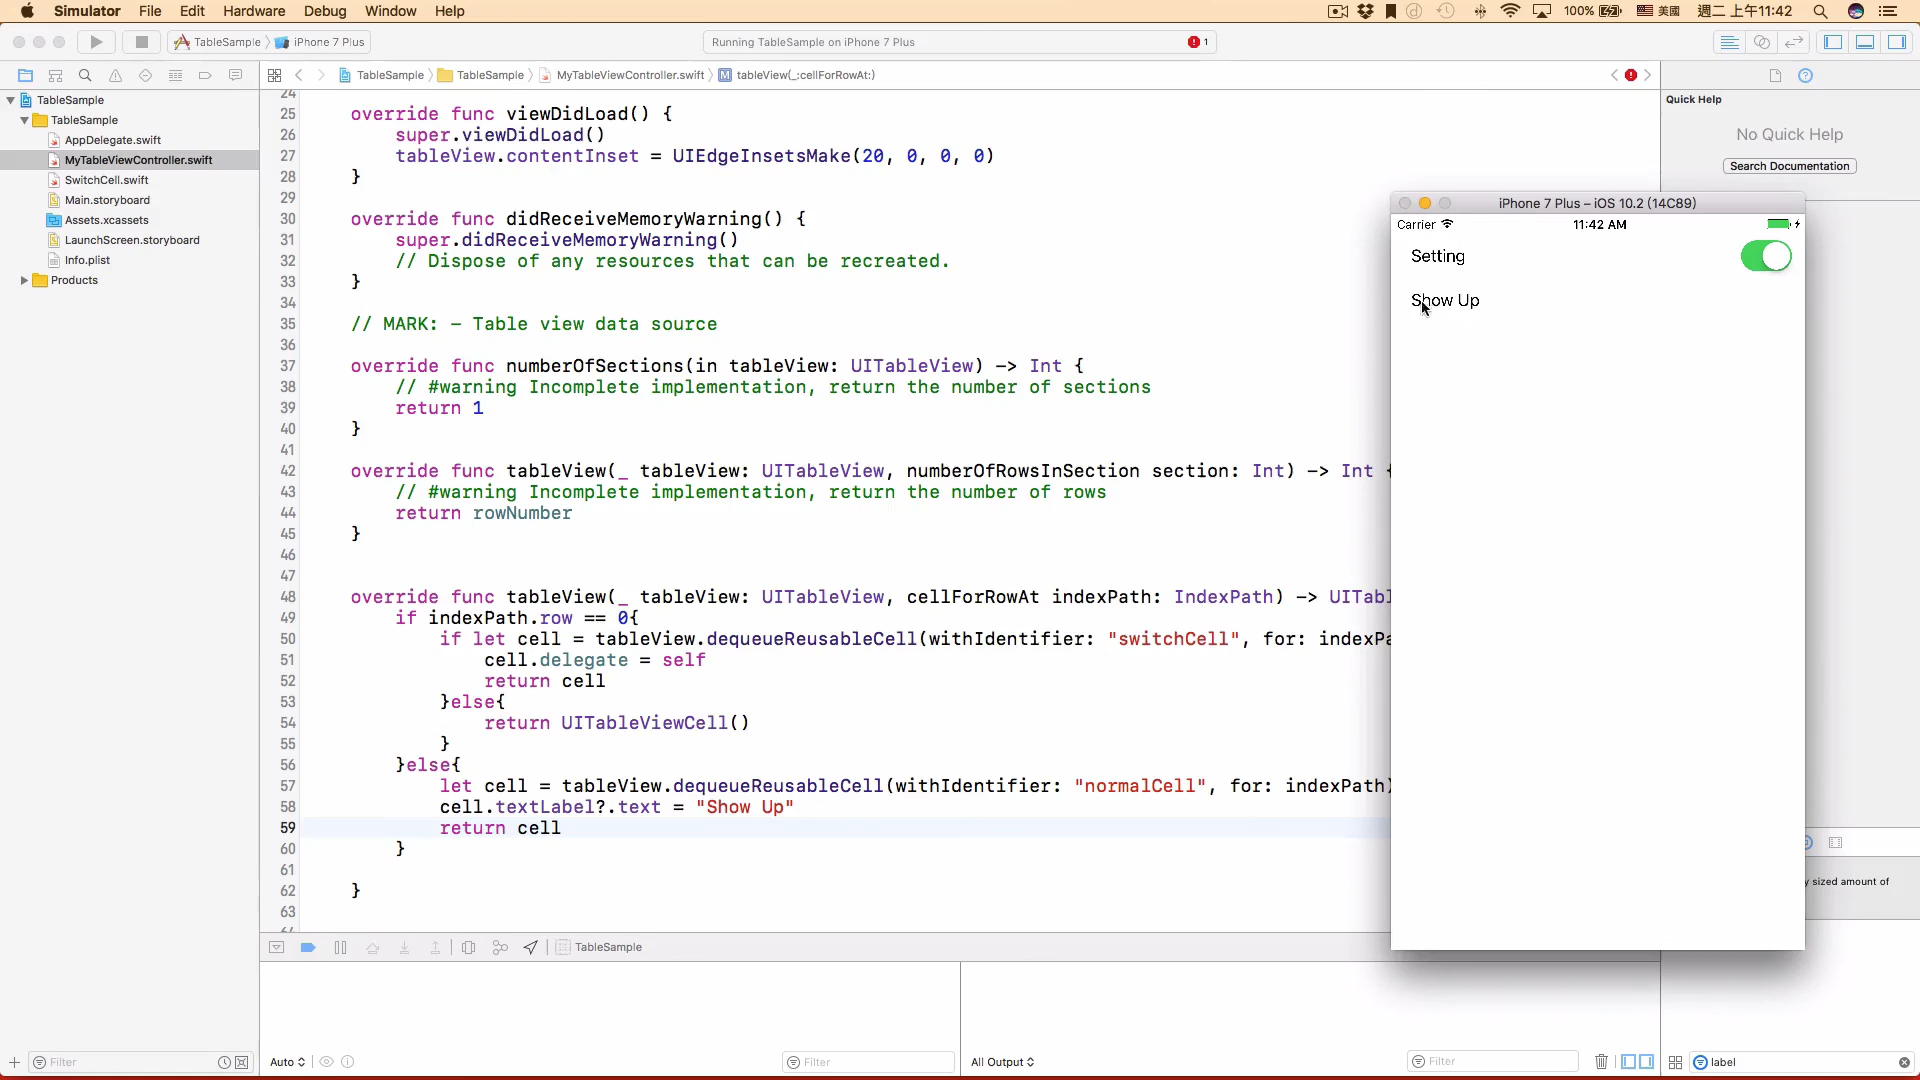 Simulator File Edit Hardware Debug Window Help 100% 美國 週二 上午11:42
TableSample iPhone 7 Plus Running TableSample on iPhone 7 Plus 1
TableSample TableSample MyTableViewController.swift M tableView(_:cellForRowAt:)
TableSample
TableSample
AppDelegate.swift
MyTableViewController.swift
SwitchCell.swift
Main.storyboard
Assets.xcassets
LaunchScreen.storyboard
Info.plist
Products
24
25 override func viewDidLoad() {
26 super.viewDidLoad()
27 tableView.contentInset = UIEdgeInsetsMake(20, 0, 0, 0)
28 }
29
30 override func didReceiveMemoryWarning() {
31 super.didReceiveMemoryWarning()
32 // Dispose of any resources that can be recreated.
33 }
34
35 // MARK: - Table view data source
36
37 override func numberOfSections(in tableView: UITableView) -> Int {
38 // #warning Incomplete implementation, return the number of sections
39 return 1
40 }
41
42 override func tableView(_ tableView: UITableView, numberOfRowsInSection section: Int) -> Int {
43 // #warning Incomplete implementation, return the number of rows
44 return rowNumber
45 }
46
47
48 override func tableView(_ tableView: UITableView, cellForRowAt indexPath: IndexPath) -> UITabl
49 if indexPath.row == 0{
50 if let cell = tableView.dequeueReusableCell(withIdentifier: "switchCell", for: indexPa
51 cell.delegate = self
52 return cell
53 }else{
54 return UITableViewCell()
55 }
56 }else{
57 let cell = tableView.dequeueReusableCell(withIdentifier: "normalCell", for: indexPath)
58 cell.textLabel?.text = "Show Up"
59 return cell
60 }
61
62 }
63
Quick Help
No Quick Help
Search Documentation
iPhone 7 Plus – iOS 10.2 (14C89)
Carrier 11:42 AM
Setting
Show Up
y sized amount of
TableSample
Filter
Auto
Filter
All Output
Filter
label